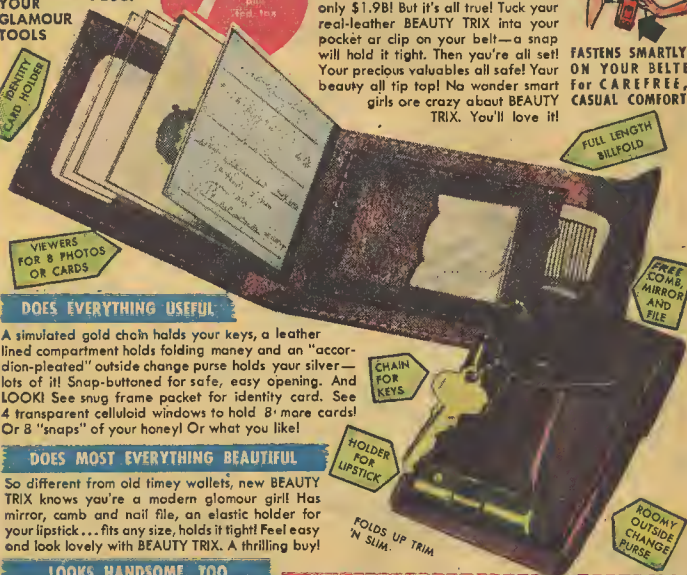 YOUR
GLAMOUR
TOOLS
Fed. tax
only $1.98! But it's all true! Tuck your
real-leather BEAUTY TRIX into your
pocket ar clip on your belt—a snap
will hold it tight. Then you're all set!
Your precious valuables all safe! Your
beauty all tip top! No wonder smart
girls ore crazy about BEAUTY
TRIX. You'll love it!
FASTENS SMARTLY
ON YOUR BELTE
For CAREFREE,
CASUAL COMFORT
IDENTITY
CARD HOLDER
FULL LENGTH
BILLFOLD
VIEWERS
FOR 8 PHOTOS
OR CARDS
FREE
COMB,
MIRROR
AND
FILE
DOES EVERYTHING USEFUL
A simulated gold chain halds your keys, a leather
lined compartment holds folding maney and an "accor-
dion-pleated" outside change purse holds your silver—
lots of it! Snap-buttoned for safe, easy opening. And
LOOK! See snug frame packet for identity card. See
4 transparent celluloid windows to hold 8 more cards!
Or 8 "snaps" of your honey! Or what you like!
CHAIN
FOR
KEYS
HOLDER
FOR
LIPSTICK
DOES MOST EVERYTHING BEAUTIFUL
So different from old timey wallets, new BEAUTY
TRIX knows you're a modern glomour girl! Has
mirror, camb and nail file, an elastic holder for
your lipstick...fits any size, holds it tight! Feel easy
ond look lovely with BEAUTY TRIX. A thrilling buy!
FOLDS UP TRIM
'N SLIM.
ROOMY
OUTSIDE
CHANGE
PURSE
LOOKS HANDSOME, TOO